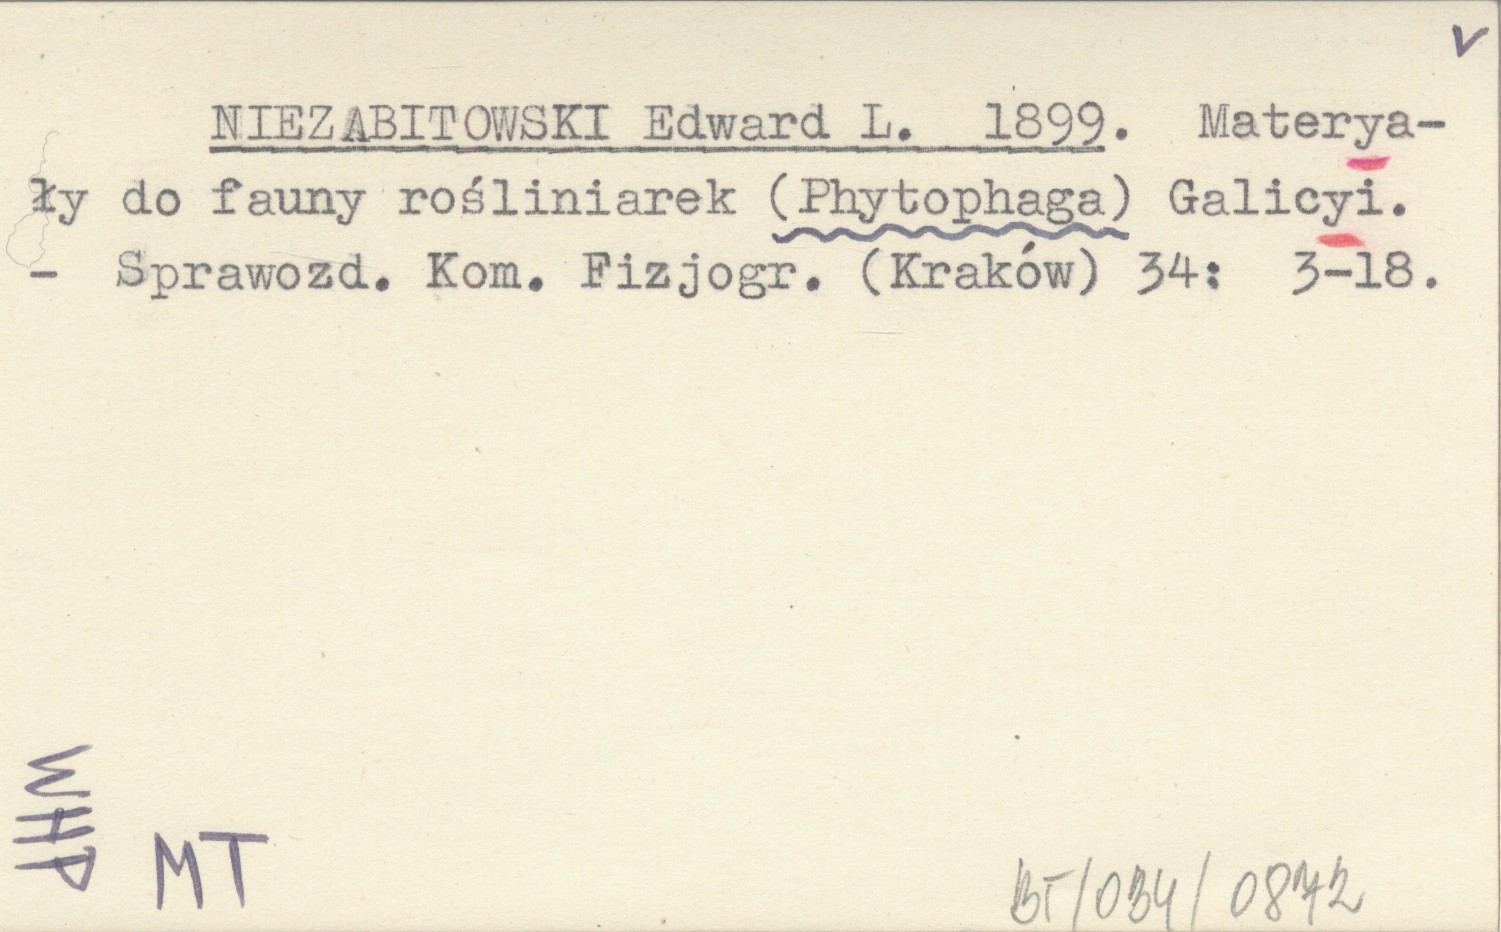 v
NIEZABITOWSKI Edward L. 1899. Materya-
ły do fauny rośliniarek (Phytophaga) Galicyi.
- Sprawozd. Kom. Fizjogr. (Kraków) 34: 3-18.
WHP
MT
BT/034/0872